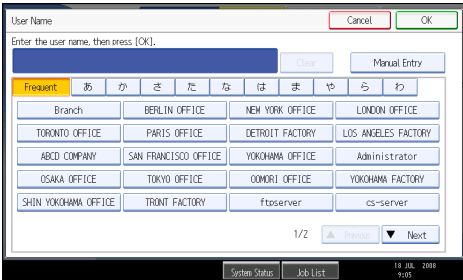 User Name Cancel OK
Enter the user name, then press [OK].
Clear Manual Entry
Frequent あ か さ た な は ま や ら わ
Branch BERLIN OFFICE NEW YORK OFFICE LONDON OFFICE
TORONTO OFFICE PARIS OFFICE DETROIT FACTORY LOS ANGELES FACTORY
ABCD COMPANY SAN FRANCISCO OFFICE YOKOHAMA OFFICE Administrator
OSAKA OFFICE TOKYO OFFICE OOMORI OFFICE YOKOHAMA FACTORY
SHIN YOKOHAMA OFFICE TRONT FACTORY ftpserver cs-server
1/2 ▲ Previous ▼ Next
System Status Job List 18 JUL 2008
9:05